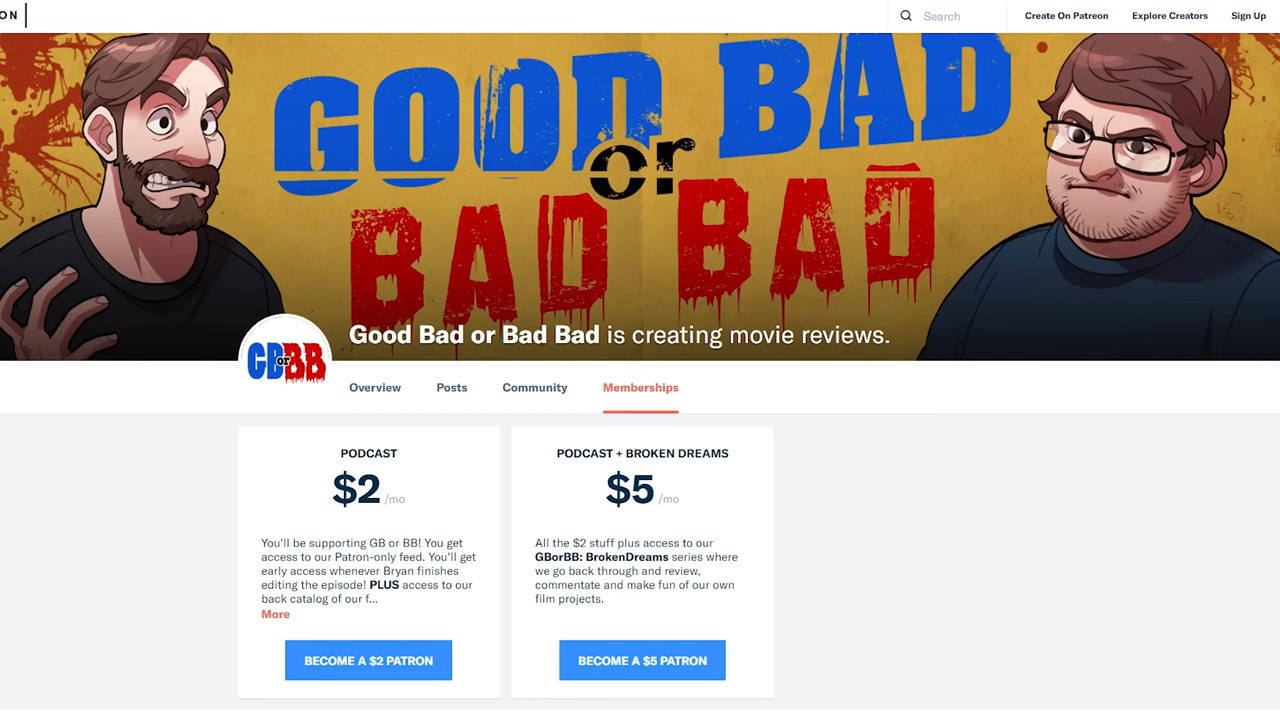 ON
Search
Create On Patreon
Explore Creators
Sign Up
GOOD BAD
or
BAD BAD
Good Bad or Bad Bad is creating movie reviews.
GB or BB
Overview
Posts
Community
Memberships
PODCAST
$2 /mo
You'll be supporting GB or BB! You get
access to our Patron-only feed. You'll get
early access whenever Bryan finishes
editing the episode! PLUS access to our
back catalog of our f...
More
BECOME A $2 PATRON
PODCAST + BROKEN DREAMS
$5 /mo
All the $2 stuff plus access to our
GBorBB: BrokenDreams series where
we go back through and review,
commentate and make fun of our own
film projects.
BECOME A $5 PATRON